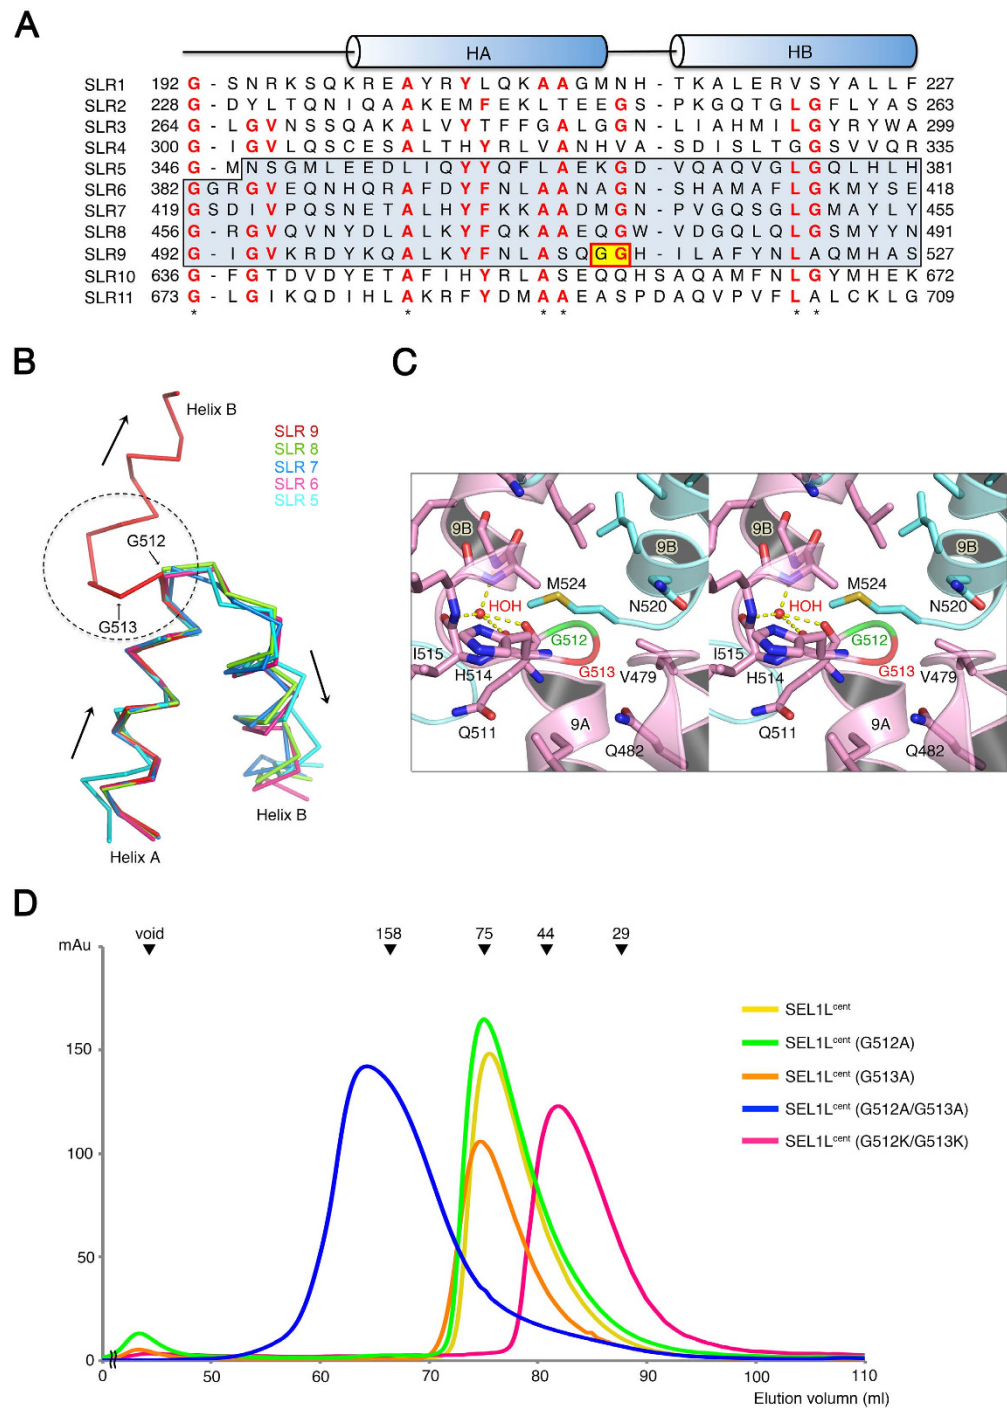 A
HA HB
SLR1 192 G - S N R K S Q K R E A Y R Y L Q K A A G M N H - T K A L E R V S Y A L L F 227
SLR2 228 G - D Y L T Q N I Q A A K E M F E K L T E E G S - P K G Q T G L G F L Y A S 263
SLR3 264 G - L G V N S S Q A K A L V Y T F F G A L G G N - L I A H M I L G Y R Y W A 299
SLR4 300 G - I G V L Q S C E S A L T H Y R L V A N H V A - S D I S L T G G S V V Q R 335
SLR5 346 G - M N S G M L E E D L I Q Y Y Q F L A E K G D - V Q A Q V G L G Q L H L H 381
SLR6 382 G G R G V E Q N H Q R A F D Y F N L A A N A G N - S H A M A F L G K M Y S E 418
SLR7 419 G S D I V P Q S N E T A L H Y F K K A A D M G N - P V G Q S G L G M A Y L Y 455
SLR8 456 - R G V Q V N Y D L A L K Y F Q K A A E Q G W - V D G Q L Q L G S M Y Y N 491
SLR9 492 G - I G V K R D Y K Q A L K Y F N L A S Q G G H - I L A F Y N L A Q M H A S 527
SLR10 636 G - F G T D V D Y E T A F I H Y R L A S E Q Q H S A Q A M F N L G Y M H E K 672
SLR11 673 G - L G I K Q D I H L A K R F Y D M A A E A S P D A Q V P V F L A L C K L G 709
* * * * * *
B
Helix B
SLR 9
SLR 8
SLR 7
SLR 6
SLR 5
G512
G513
Helix B
Helix A
C
9B 9B 9B 9B
M524 M524
HOH N520 HOH N520
G512 G512
I515 G513 V479 I515 G513 V479
H514 H514
9A 9A
Q511 Q482 Q511 Q482
D
mAu void 158 75 44 29
SEL1Lcent
SEL1Lcent (G512A)
150
SEL1Lcent (G513A)
SEL1Lcent (G512A/G513A)
SEL1Lcent (G512K/G513K)
100
50
0
0 50 60 70 80 90 100 110
Elution volumn (ml)